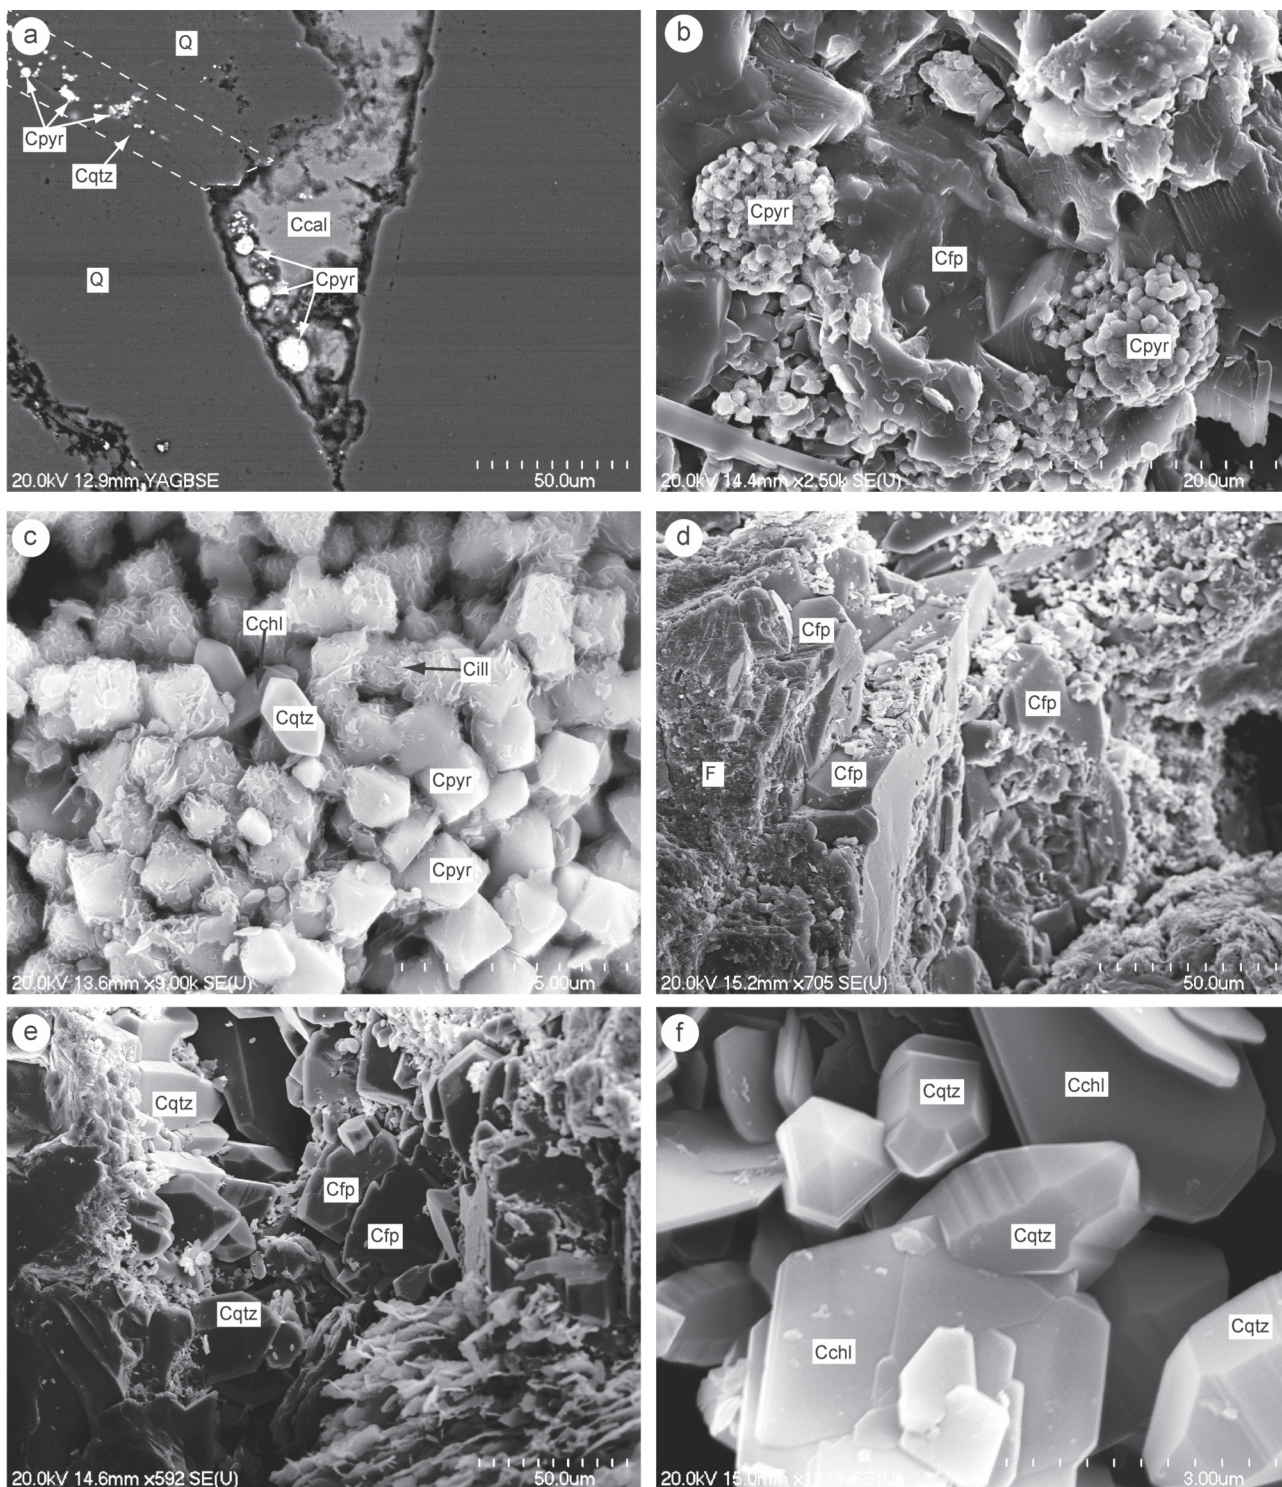 a
Q
Cpyr
Cqtz
Ccal
Q
Cpyr
20.0kV 12.9mm YAGBSE
50.0um
b
Cpyr
Cfp
Cpyr
20.0kV 14.4mm x2.50k SE(U)
20.0um
c
Cchl
Cill
Cqtz
Cpyr
Cpyr
20.0kV 13.6mm x9.00k SE(U)
5.00um
d
Cfp
Cfp
F
Cfp
20.0kV 15.2mm x705 SE(U)
50.0um
e
Cqtz
Cfp
Cfp
Cqtz
20.0kV 14.6mm x592 SE(U)
50.0um
f
Cqtz
Cchl
Cqtz
Cqtz
Cchl
20.0kV 15.0mm
SE(U)
3.00um